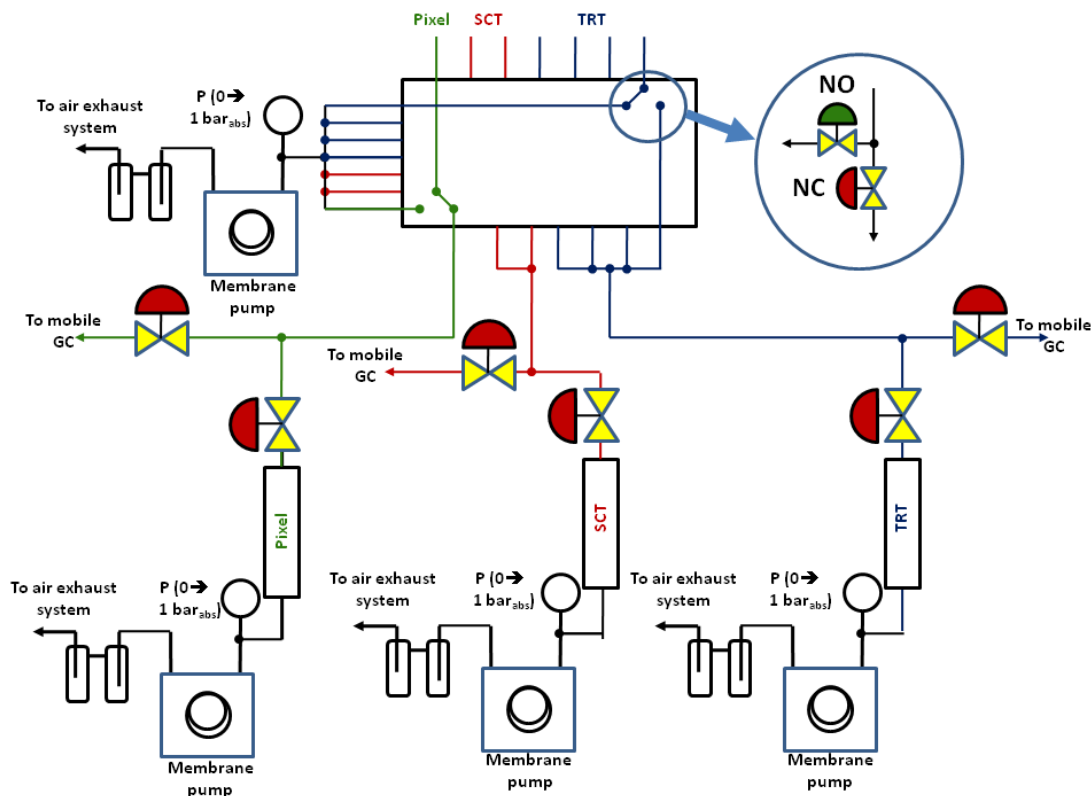 Pixel
SCT
TRT
To air exhaust
system
P (0➔
1 bar_abs)
NO
NC
Membrane
pump
To mobile
GC
To mobile
GC
To mobile
GC
Pixel
SCT
TRT
To air exhaust
system
P (0➔
1 bar_abs)
To air exhaust
system
P (0➔
1 bar_abs)
To air exhaust
system
P (0➔
1 bar_abs)
Membrane
pump
Membrane
pump
Membrane
pump